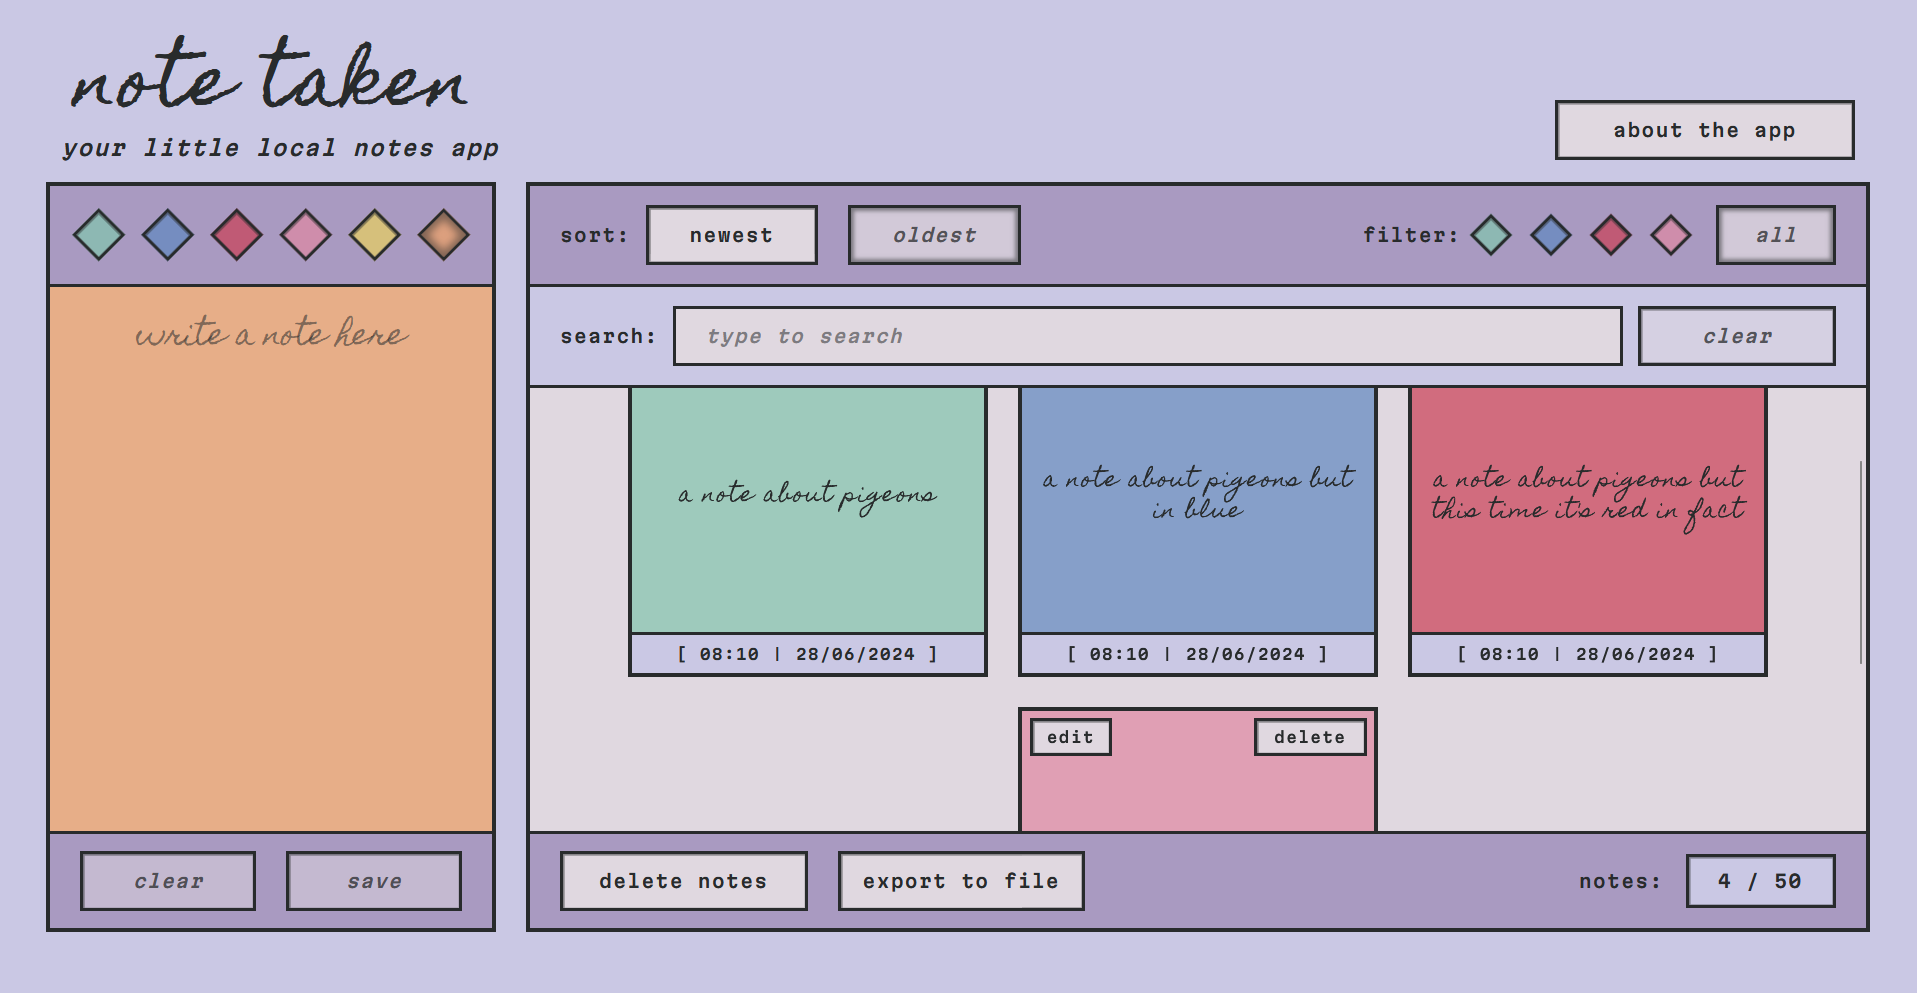 note taken
your little local notes app
about the app
sort: newest oldest filter: all
write a note here
search: type to search clear
a note about pigeons
[ 08:10 | 28/06/2024 ]
a note about pigeons but
in blue
[ 08:10 | 28/06/2024 ]
a note about pigeons but
this time it's red in fact
[ 08:10 | 28/06/2024 ]
edit delete
clear save
delete notes export to file notes: 4 / 50